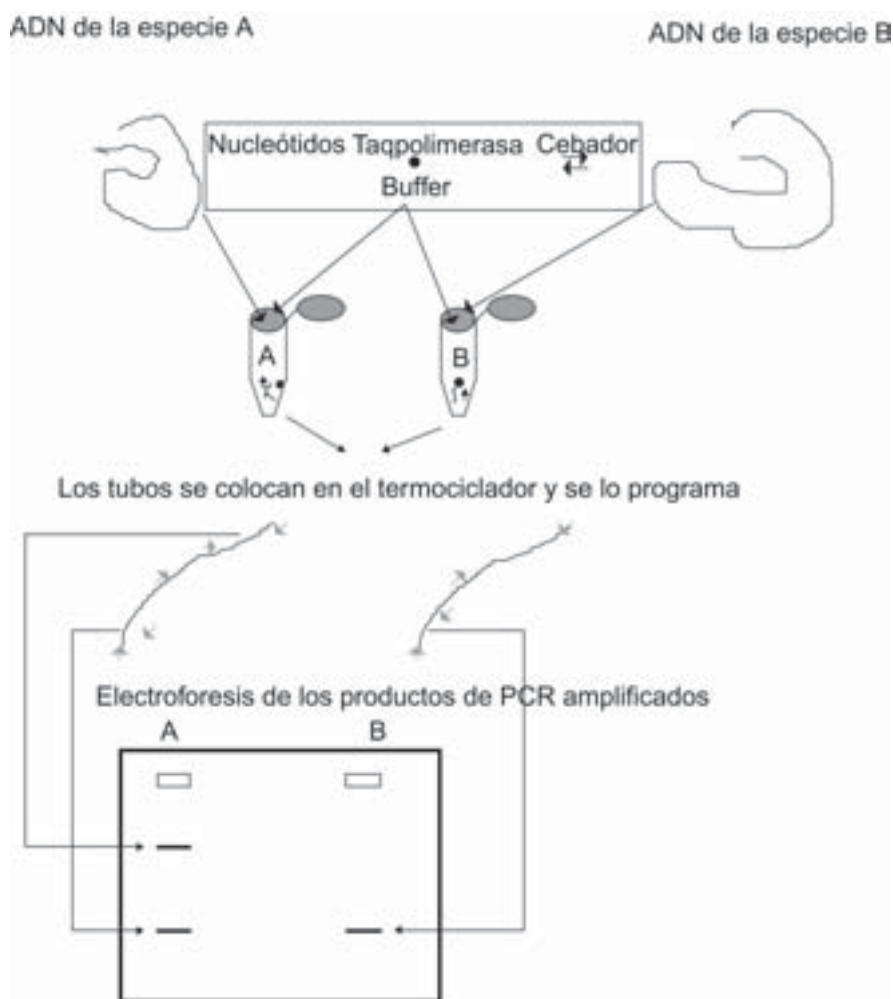 ADN de la especie A
ADN de la especie B
Nucleótidos Taqpolimerasa Cebador
Buffer
A
B
Los tubos se colocan en el termociclador y se lo programa
Electroforesis de los productos de PCR amplificados
A
B